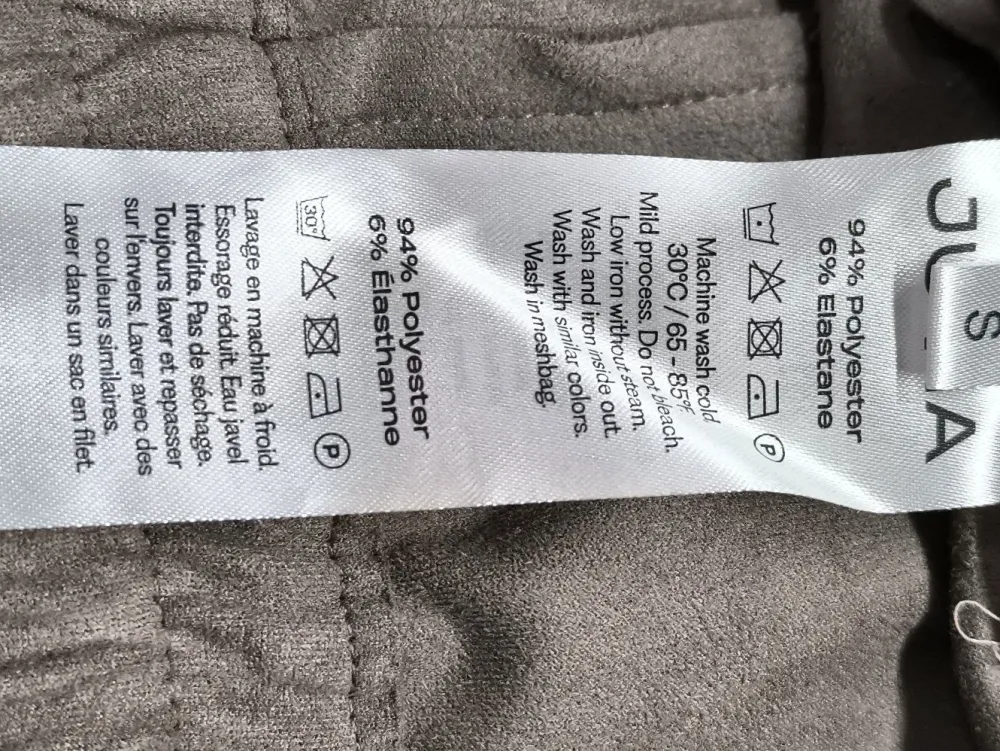 S
94% Polyester
6% Elastane
P
Machine wash cold
30°C / 65 - 85°F
Mild process. Do not bleach.
Low iron without steam.
Wash and iron inside out.
Wash with similar colors.
Wash in meshbag.
94% Polyester
6% Élasthanne
30°
P
Lavage en machine à froid.
Essorage réduit. Eau javel
interdite. Pas de séchage.
Toujours laver et repasser
sur l'envers. Laver avec des
couleurs similaires.
Laver dans un sac en filet.